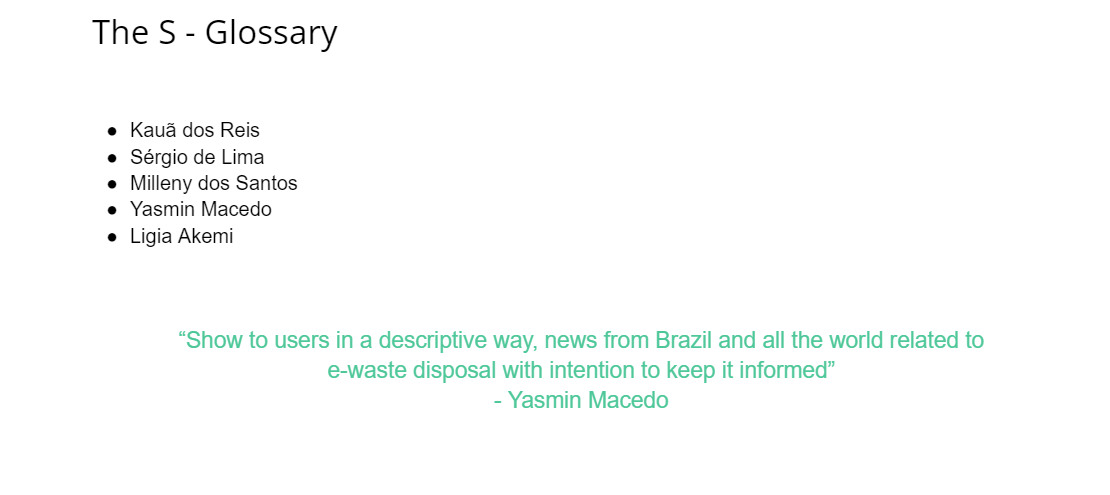 The S - Glossary
● Kauã dos Reis
● Sérgio de Lima
● Milleny dos Santos
● Yasmin Macedo
● Ligia Akemi
“Show to users in a descriptive way, news from Brazil and all the world related to
e-waste disposal with intention to keep it informed”
- Yasmin Macedo